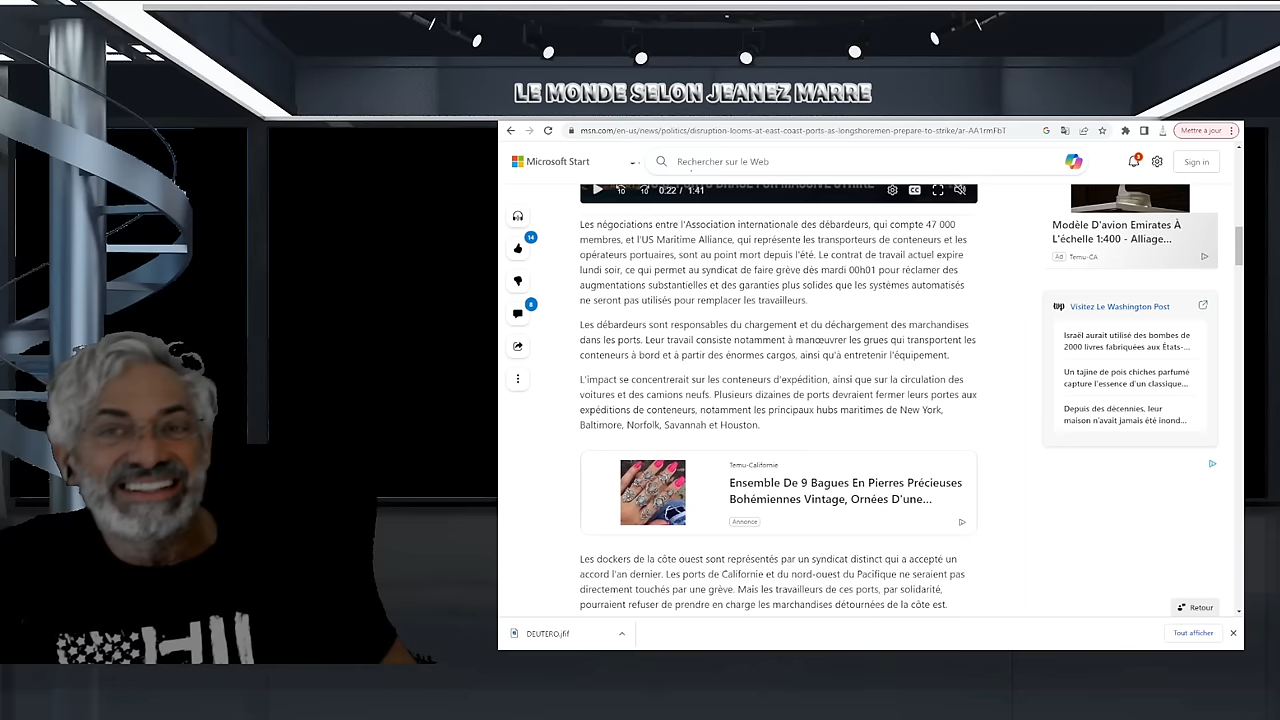 LE MONDE SELON JEANEZ MARRE
msn.com/en-us/news/politics/disruption-looms-at-east-coast-ports-as-longshoremen-prepare-to-strike/ar-AA1rmFbT
Mettre à jour
Microsoft Start
Rechercher sur le Web
3
Sign in
0:22 / 1:41
Les négociations entre l'Association internationale des débardeurs, qui compte 47 000
membres, et l'US Maritime Alliance, qui représente les transporteurs de conteneurs et les
opérateurs portuaires, sont au point mort depuis l'été. Le contrat de travail actuel expire
lundi soir, ce qui permet au syndicat de faire grève dès mardi 00h01 pour réclamer des
augmentations substantielles et des garanties plus solides que les systèmes automatisés
ne seront pas utilisés pour remplacer les travailleurs.
14
8
Les débardeurs sont responsables du chargement et du déchargement des marchandises
dans les ports. Leur travail consiste notamment à manœuvrer les grues qui transportent les
conteneurs à bord et à partir des énormes cargos, ainsi qu'à entretenir l'équipement.
L'impact se concentrerait sur les conteneurs d'expédition, ainsi que sur la circulation des
voitures et des camions neufs. Plusieurs dizaines de ports devraient fermer leurs portes aux
expéditions de conteneurs, notamment les principaux hubs maritimes de New York,
Baltimore, Norfolk, Savannah et Houston.
Temu-Californie
Ensemble De 9 Bagues En Pierres Précieuses
Bohémiennes Vintage, Ornées D'une...
Annonce
Les dockers de la côte ouest sont représentés par un syndicat distinct qui a accepté un
accord l'an dernier. Les ports de Californie et du nord-ouest du Pacifique ne seraient pas
directement touchés par une grève. Mais les travailleurs de ces ports, par solidarité,
pourraient refuser de prendre en charge les marchandises détournées de la côte est.
Modèle D'avion Emirates À
L'échelle 1:400 - Alliage...
Ad Temu-CA
wp Visitez Le Washington Post
Israël aurait utilisé des bombes de
2000 livres fabriquées aux États-...
Un tajine de pois chiches parfumé
capture l'essence d'un classique...
Depuis des décennies, leur
maison n'avait jamais été inond...
Retour
DEUTERO.jfif
Tout afficher